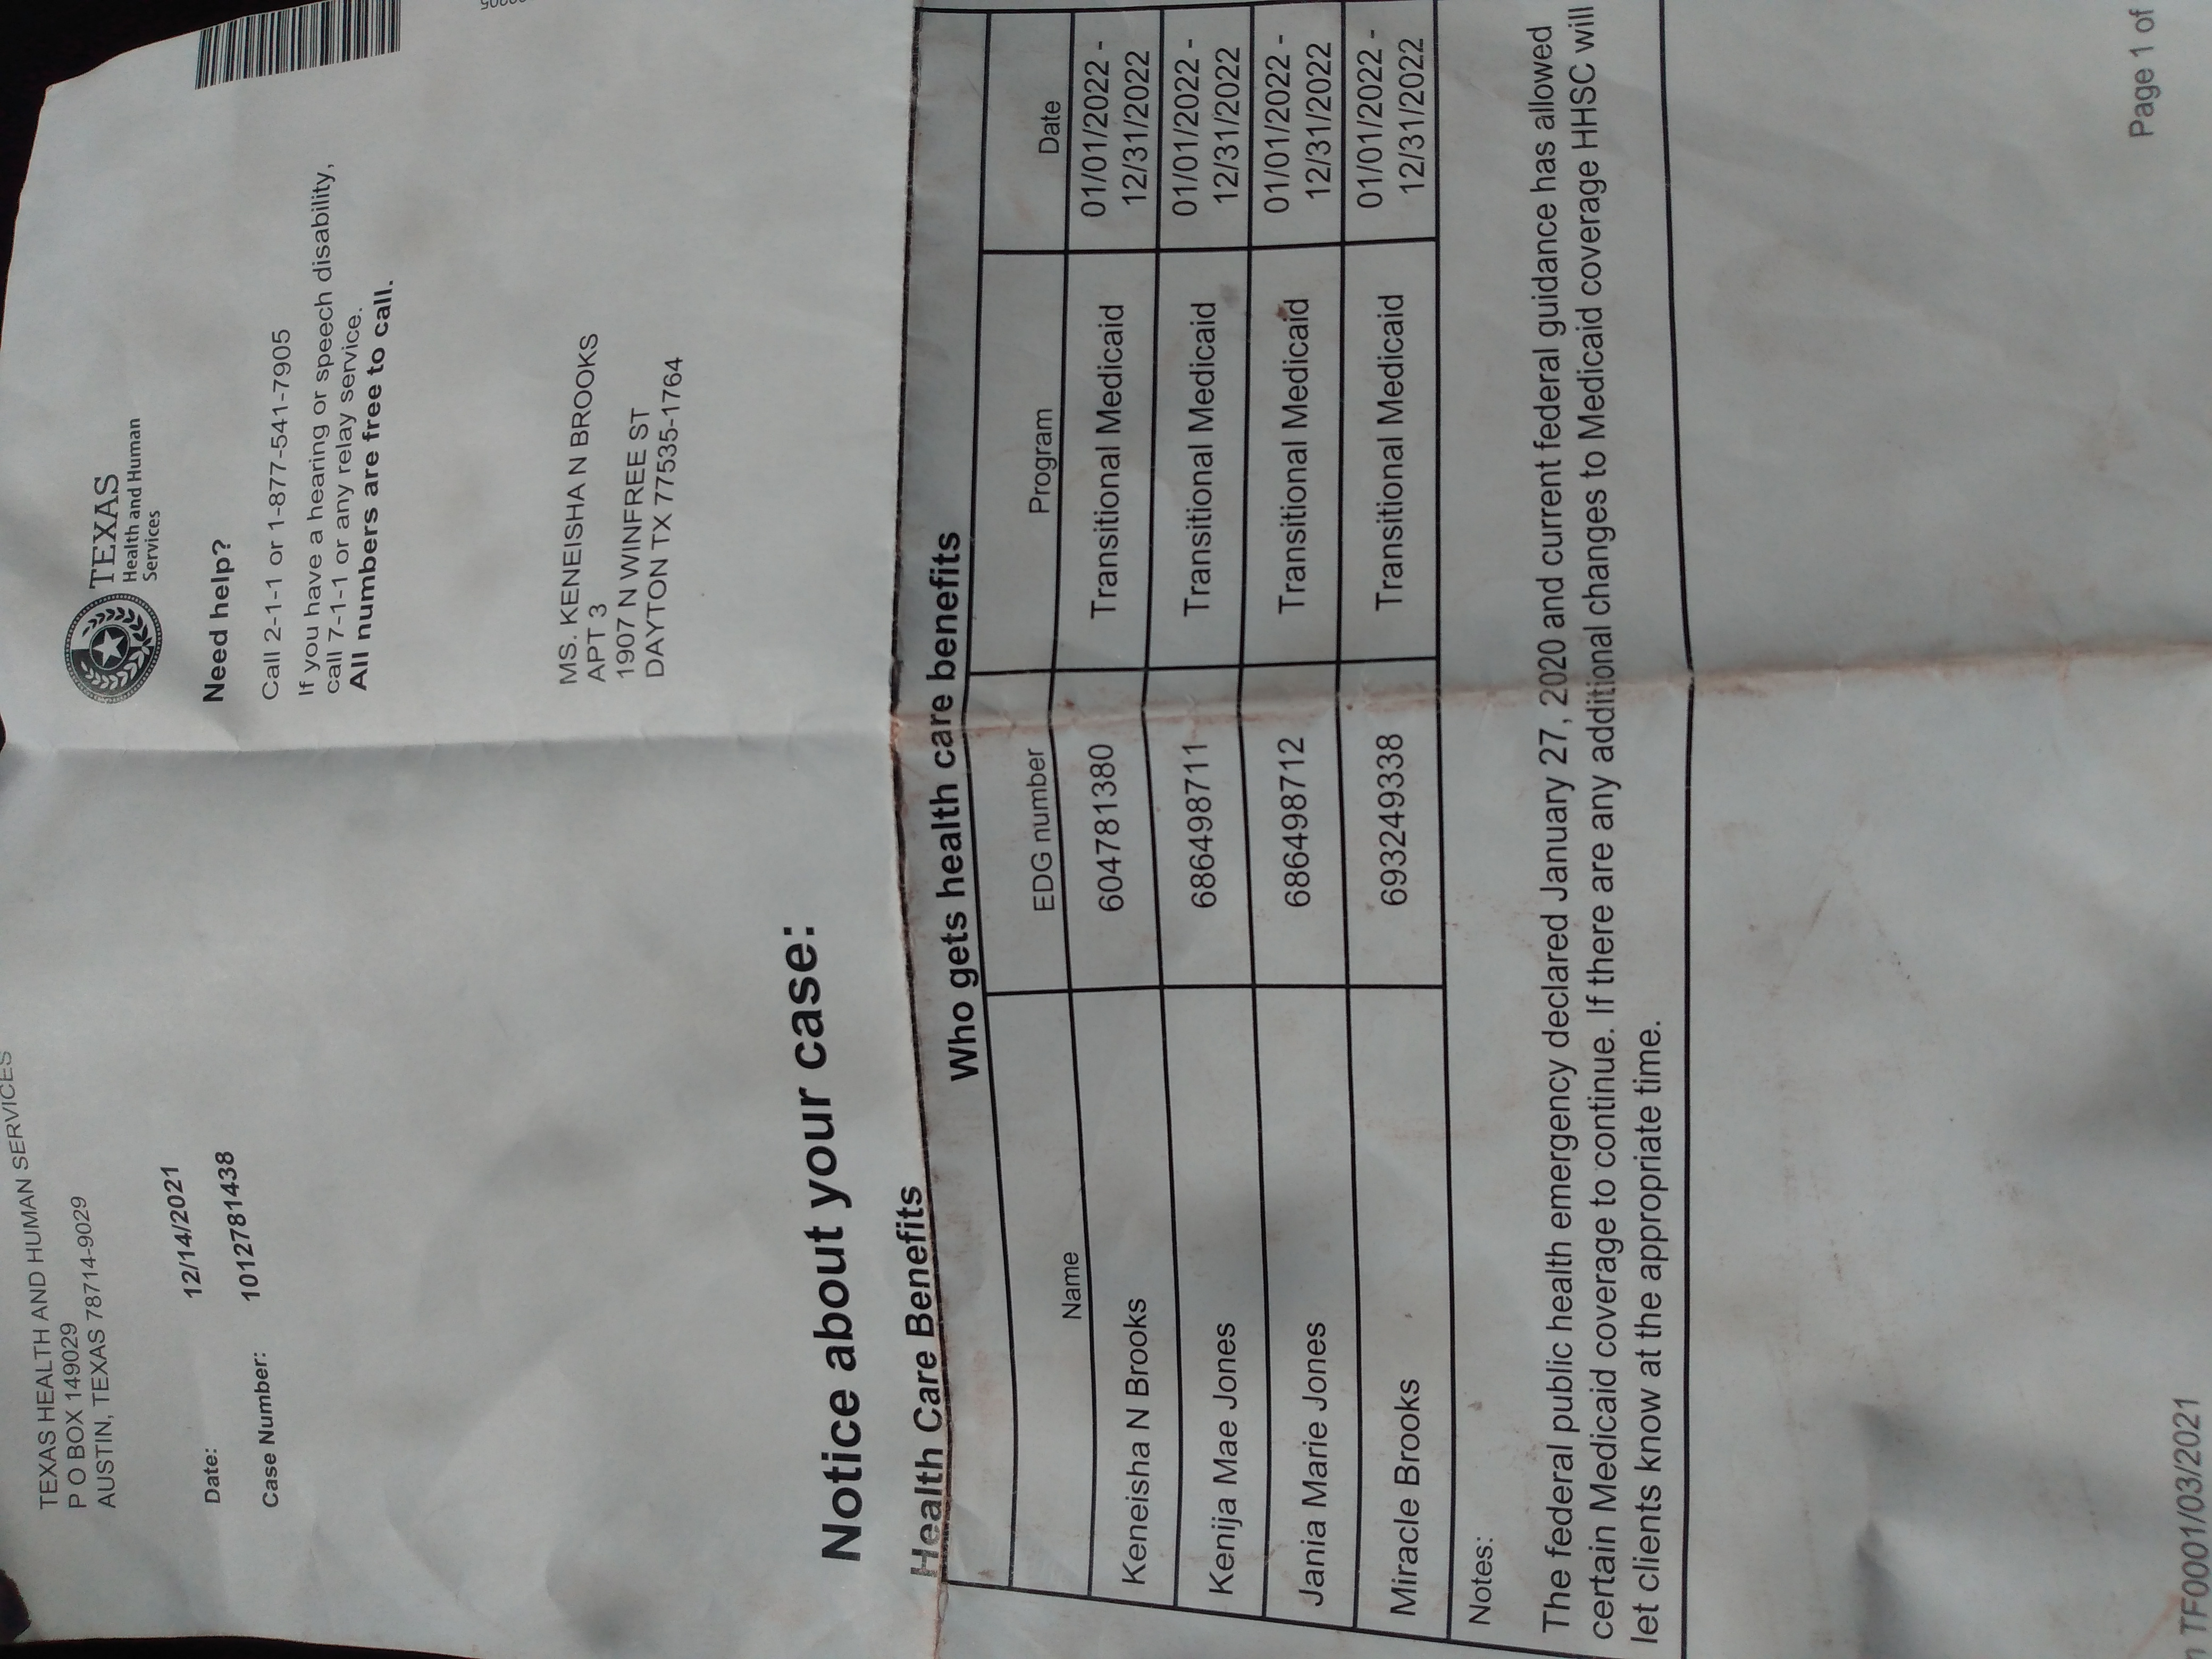 TEXAS HEALTH AND HUMAN SERVICES
P O BOX 149029
AUSTIN, TEXAS 78714-9029
Date: 12/14/2021
Case Number: 1012781438
TEXAS
Health and Human
Services
Need help?
Call 2-1-1 or 1-877-541-7905
If you have a hearing or speech disability,
call 7-1-1 or any relay service.
All numbers are free to call.
MS. KENEISHA N BROOKS
APT 3
1907 N WINFREE ST
DAYTON TX 77535-1764
Notice about your case:
Health Care Benefits
Who gets health care benefits
Name EDG number Program Date
Keneisha N Brooks 604781380 Transitional Medicaid 01/01/2022 -
12/31/2022
Kenija Mae Jones 686498711 Transitional Medicaid 01/01/2022 -
12/31/2022
Jania Marie Jones 686498712 Transitional Medicaid 01/01/2022 -
12/31/2022
Miracle Brooks 693249338 Transitional Medicaid 01/01/2022 -
12/31/2022
Notes:
The federal public health emergency declared January 27, 2020 and current federal guidance has allowed
certain Medicaid coverage to continue. If there are any additional changes to Medicaid coverage HHSC will
let clients know at the appropriate time.
TF0001/03/2021
Page 1 of